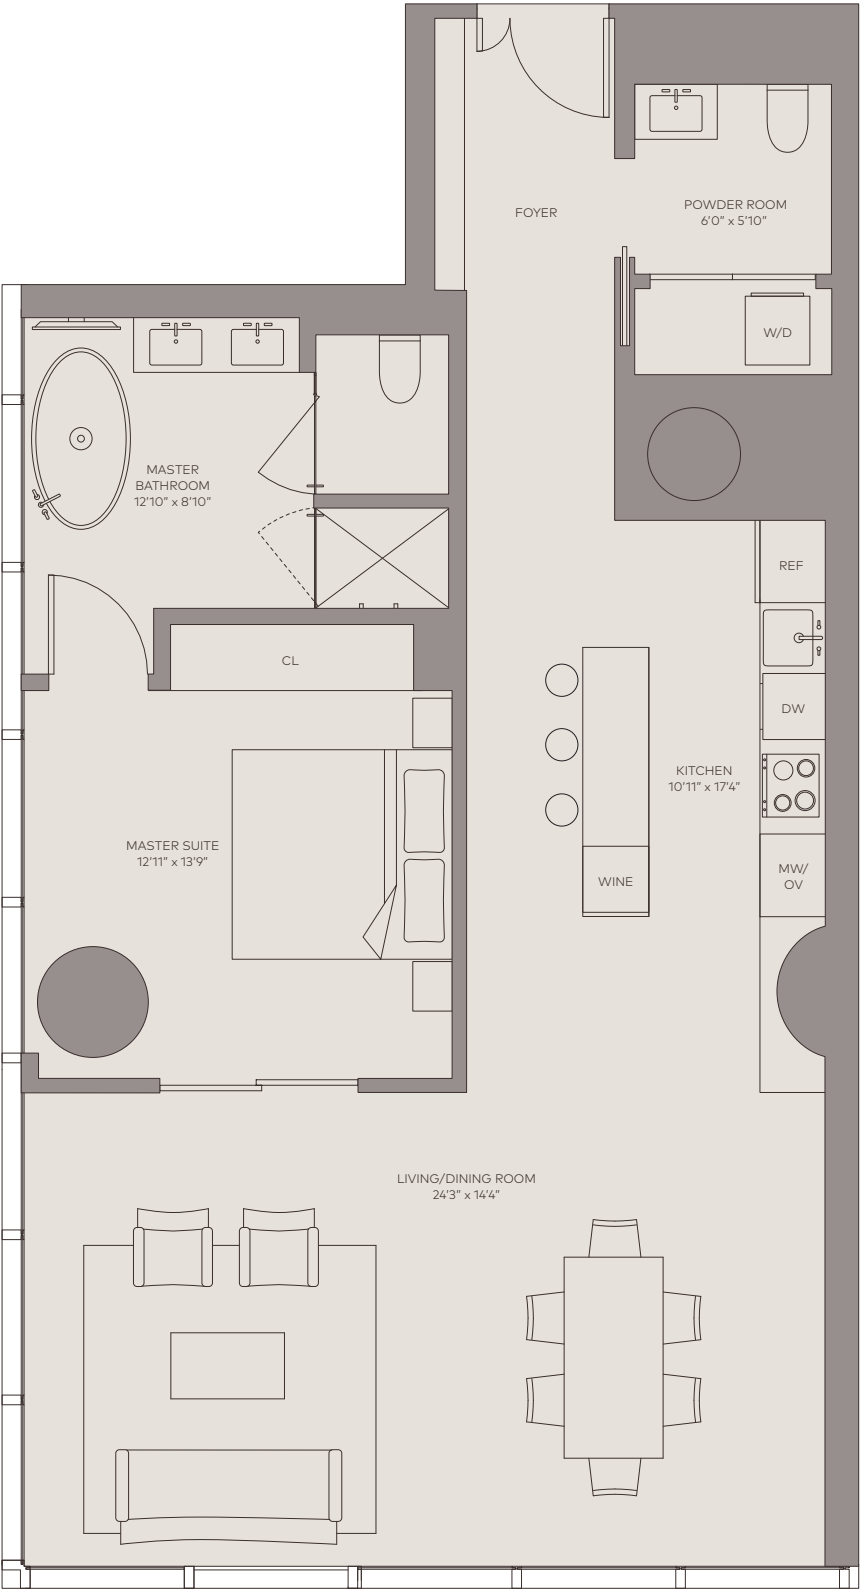 FOYER
POWDER ROOM
6'0" x 5'10"
W/D
MASTER
BATHROOM
12'10" x 8'10"
REF
CL
DW
KITCHEN
10'11" x 17'4"
MASTER SUITE
12'11" x 13'9"
WINE
MW/
OV
LIVING/DINING ROOM
24'3" x 14'4"